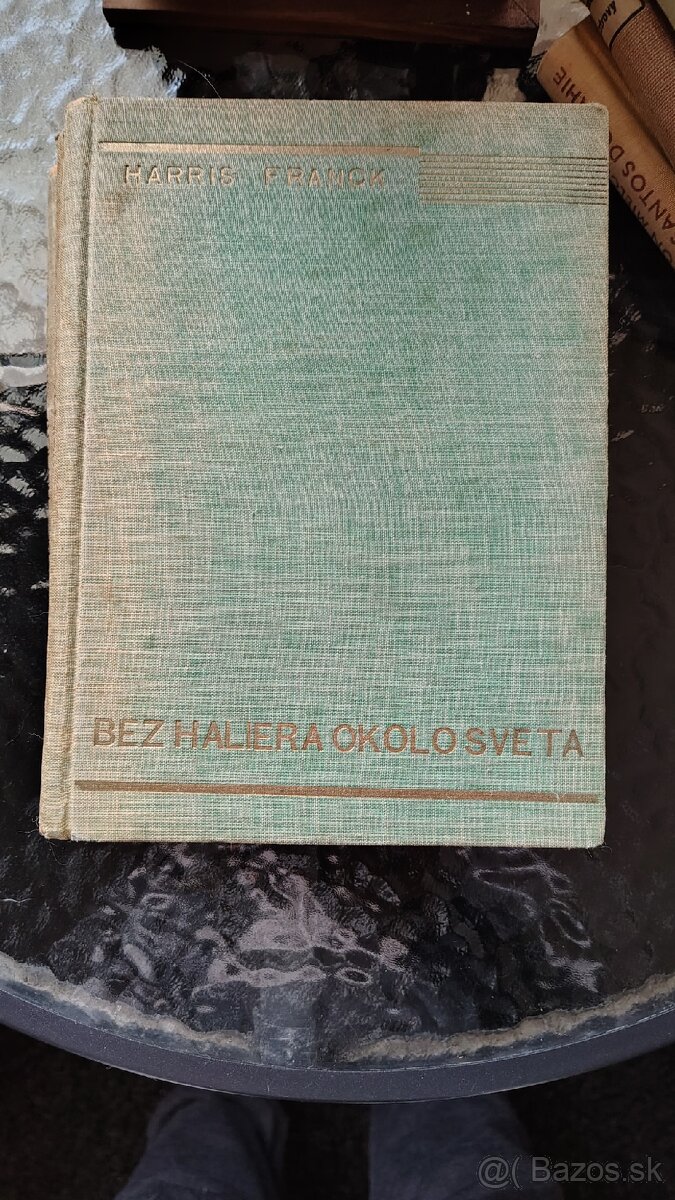 HARRIS FRANCK
BEZ HALIERA OKOLO SVETA
@( Bazos.sk